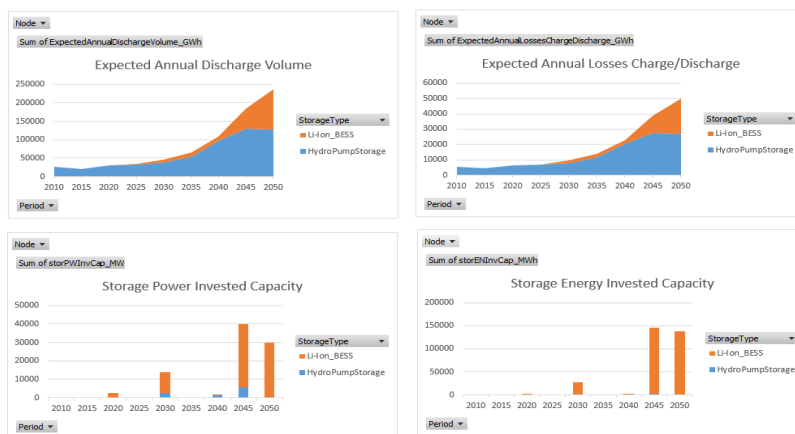 Node
Sum of ExpectedAnnualDischargeVolume_GWh
Expected Annual Discharge Volume
250000
200000
150000
100000
50000
0
2010 2015 2020 2025 2030 2035 2040 2045 2050
StorageType
Li-Ion_BESS
HydroPumpStorage
Period
Node
Sum of ExpectedAnnualLossesChargeDischarge_GWh
Expected Annual Losses Charge/Discharge
60000
50000
40000
30000
20000
10000
0
2010 2015 2020 2025 2030 2035 2040 2045 2050
StorageType
Li-Ion_BESS
HydroPumpStorage
Period
Node
Sum of storPWInvCap_MW
Storage Power Invested Capacity
50000
40000
30000
20000
10000
0
2010 2015 2020 2025 2030 2035 2040 2045 2050
StorageType
Li-Ion_BESS
HydroPumpStorage
Period
Node
Sum of storENInvCap_MWh
Storage Energy Invested Capacity
200000
150000
100000
50000
0
2010 2015 2020 2025 2030 2035 2040 2045 2050
StorageType
Li-Ion_BESS
HydroPumpStorage
Period